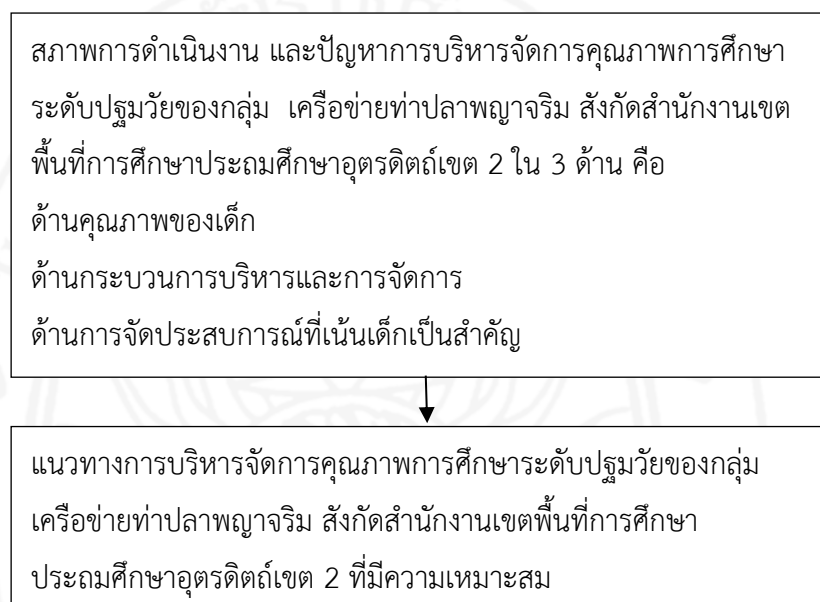 สภาพการดำเนินงาน และปัญหาการบริหารจัดการคุณภาพการศึกษา
ระดับปฐมวัยของกลุ่ม เครือข่ายท่าปลาพญาจริม สังกัดสำนักงานเขต
พื้นที่การศึกษาประถมศึกษาอุตรดิตถ์เขต 2 ใน 3 ด้าน คือ
ด้านคุณภาพของเด็ก
ด้านกระบวนการบริหารและการจัดการ
ด้านการจัดประสบการณ์ที่เน้นเด็กเป็นสำคัญ
แนวทางการบริหารจัดการคุณภาพการศึกษาระดับปฐมวัยของกลุ่ม
เครือข่ายท่าปลาพญาจริม สังกัดสำนักงานเขตพื้นที่การศึกษา
ประถมศึกษาอุตรดิตถ์เขต 2 ที่มีความเหมาะสม